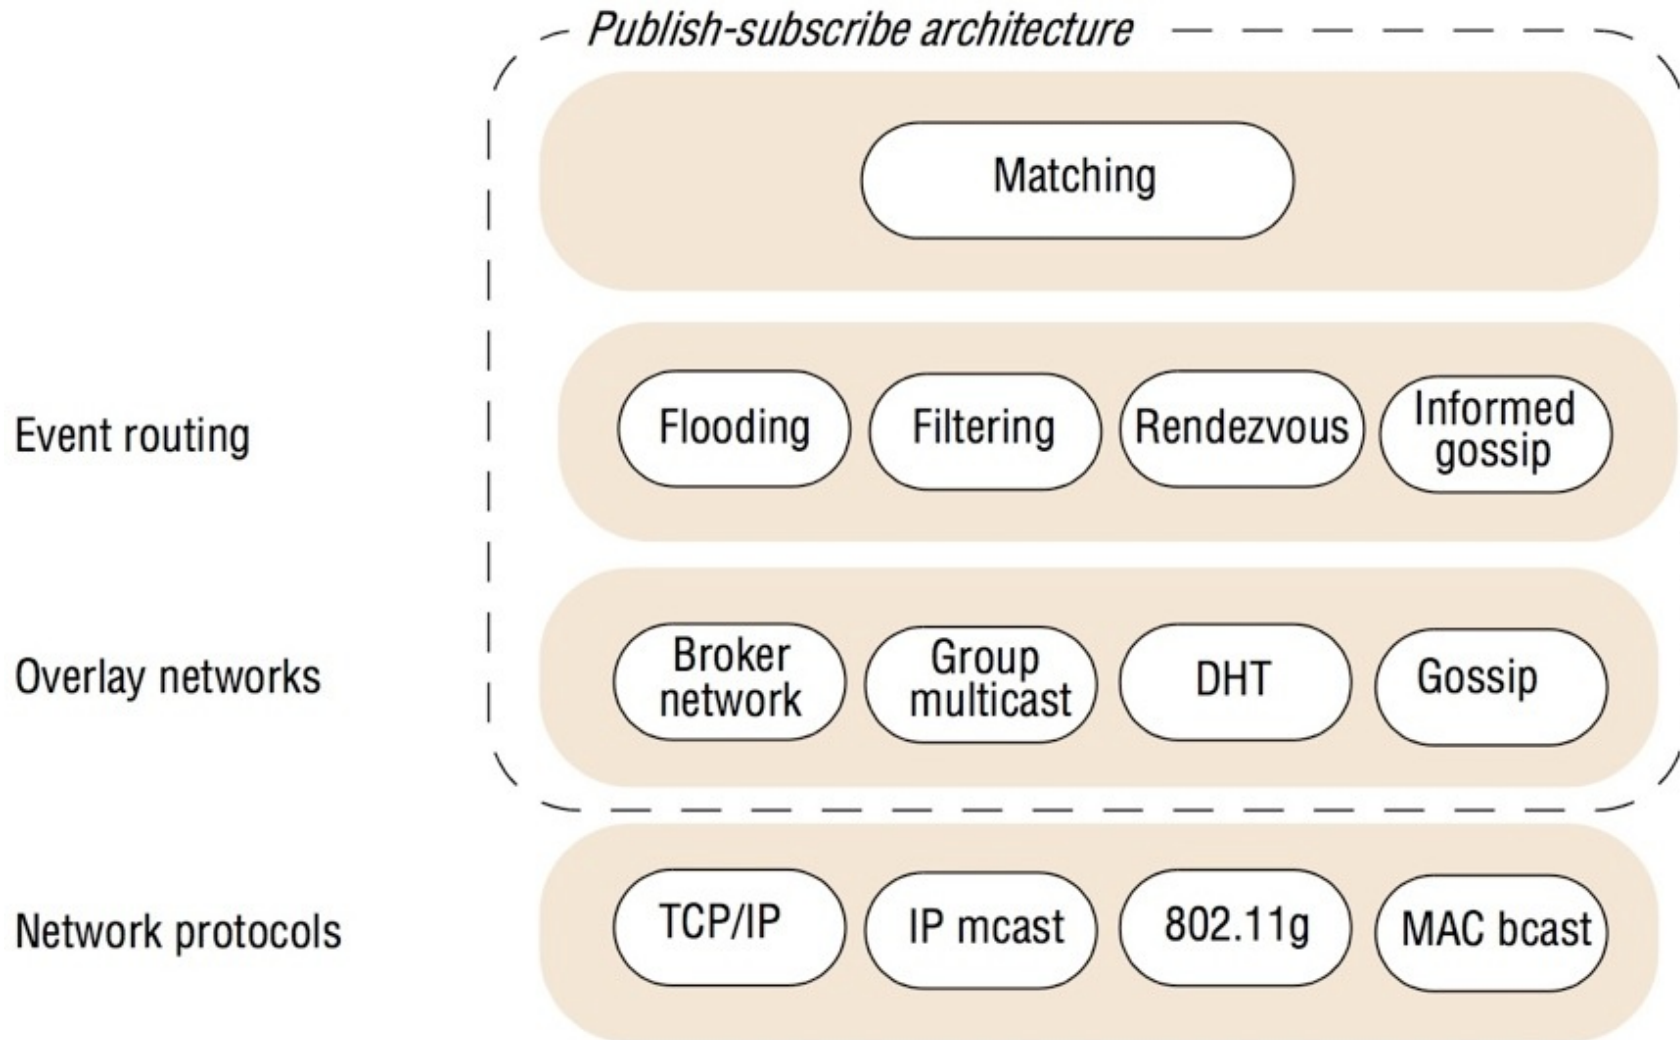 Publish-subscribe architecture
Matching
Event routing
Flooding
Filtering
Rendezvous
Informed
gossip
Overlay networks
Broker
network
Group
multicast
DHT
Gossip
Network protocols
TCP/IP
IP mcast
802.11g
MAC bcast